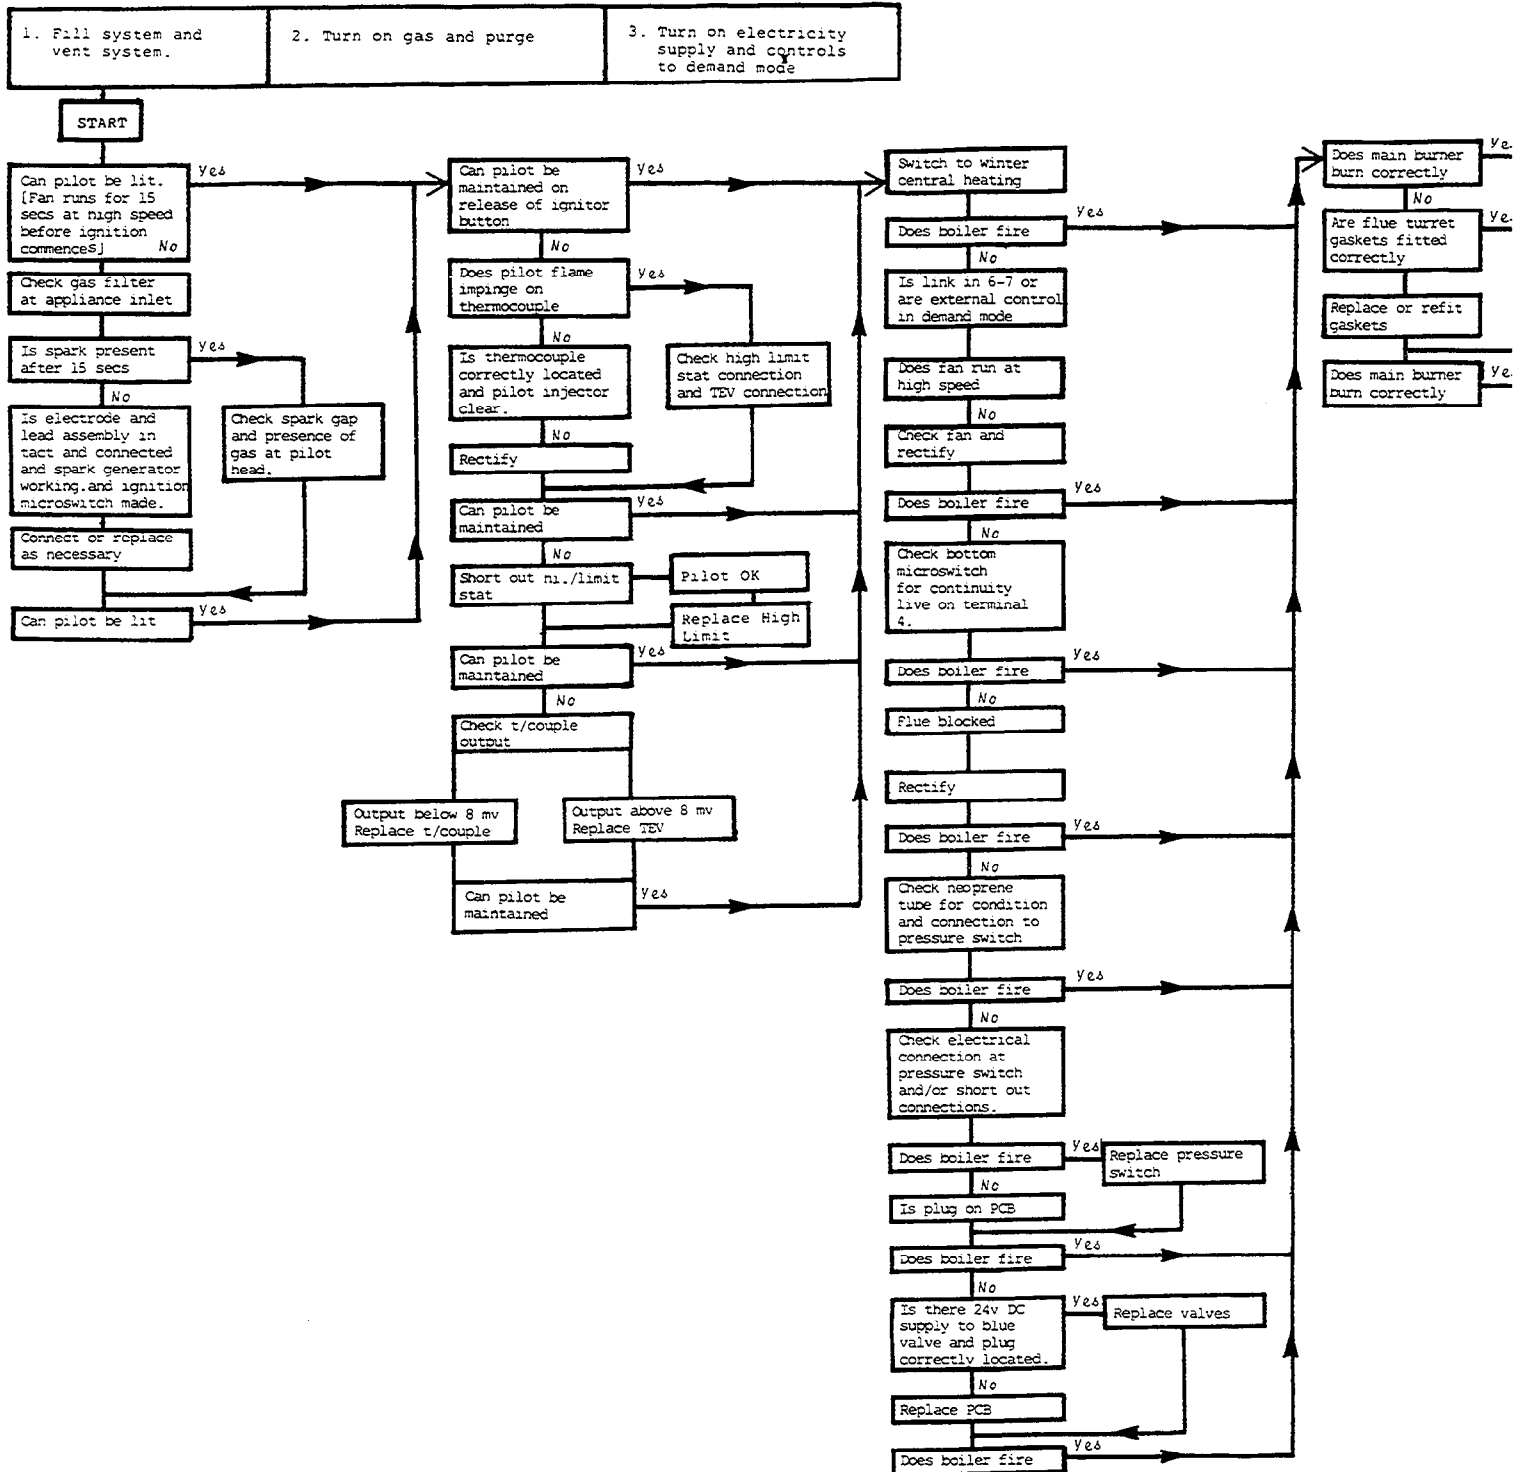 1. Fill system and
vent system.
2. Turn on gas and purge
3. Turn on electricity
supply and controls
to demand mode
START
Can pilot be lit.
[Fan runs for 15
secs at high speed
before ignition
commences] No
Yes
Check gas filter
at appliance inlet
Is spark present
after 15 secs
Yes
No
Is electrode and
lead assembly in
tact and connected
and spark generator
working.and ignition
microswitch made.
Check spark gap
and presence of
gas at pilot
head.
Connect or replace
as necessary
Can pilot be lit
Yes
Can pilot be
maintained on
release of ignitor
button
Yes
No
Does pilot flame
impinge on
thermocouple
Yes
No
Is thermocouple
correctly located
and pilot injector
clear.
Check high limit
stat connection
and TEV connection
No
Rectify
Can pilot be
maintained
Yes
No
Short out hi./limit
stat
Pilot OK
Replace High
Limit
Can pilot be
maintained
Yes
No
Check t/couple
output
Output below 8 mv
Replace t/couple
Output above 8 mv
Replace TEV
Can pilot be
maintained
Yes
Switch to winter
central heating
Does boiler fire
Yes
No
Is link in 6-7 or
are external control
in demand mode
Does fan run at
high speed
No
Check fan and
rectify
Does boiler fire
Yes
No
Check bottom
microswitch
for continuity
live on terminal
4.
Does boiler fire
Yes
No
Flue blocked
Rectify
Does boiler fire
Yes
No
Check neoprene
tube for condition
and connection to
pressure switch
Does boiler fire
Yes
No
Check electrical
connection at
pressure switch
and/or short out
connections.
Does boiler fire
Yes
Replace pressure
switch
No
Is plug on PCB
Does boiler fire
Yes
No
Is there 24v DC
supply to blue
valve and plug
correctly located.
Yes
Replace valves
No
Replace PCB
Does boiler fire
Yes
Does main burner
burn correctly
Ye
No
Are flue turret
gaskets fitted
correctly
Ye
Replace or refit
gaskets
Does main burner
burn correctly
Ye